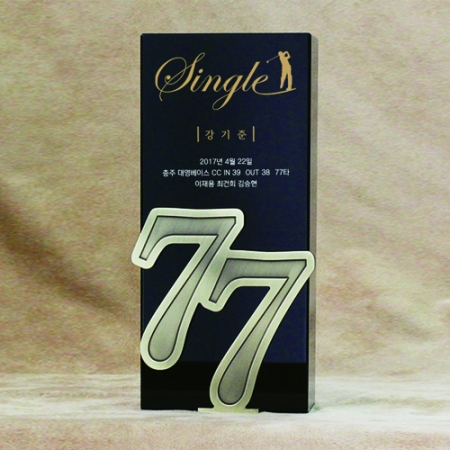 Single
강기준
2017년 4월 22일
충주 대영베이스 CC IN 39 OUT 38 77타
이재용 최건희 김승현
77